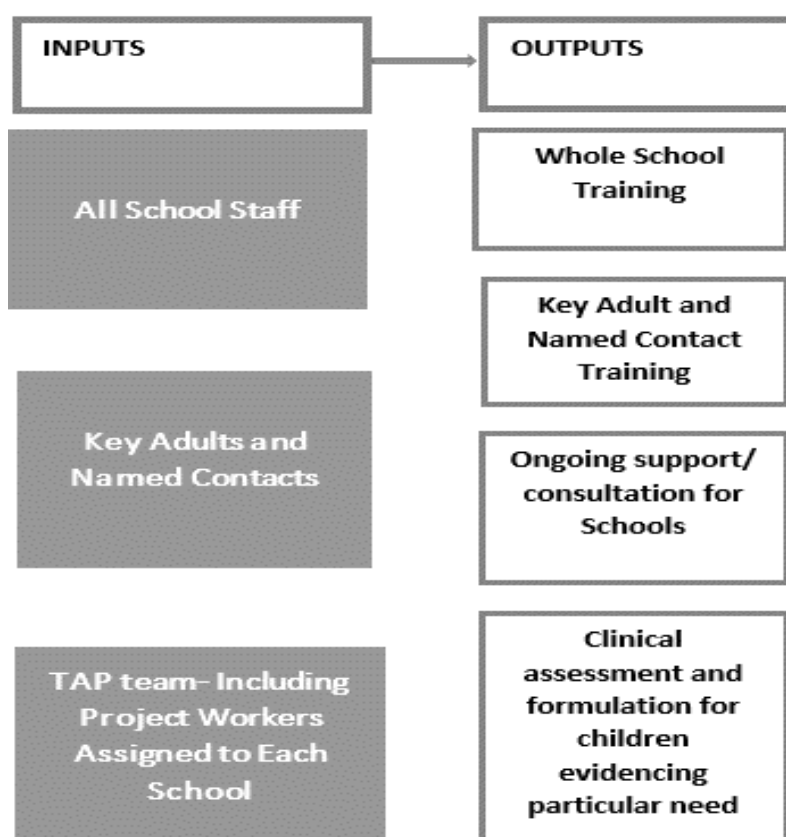 INPUTS
OUTPUTS
All School Staff
Key Adults and
Named Contacts
TAP team- Including
Project Workers
Assigned to Each
School
Whole School
Training
Key Adult and
Named Contact
Training
Ongoing support/
consultation for
Schools
Clinical
assessment and
formulation for
children
evidencing
particular need